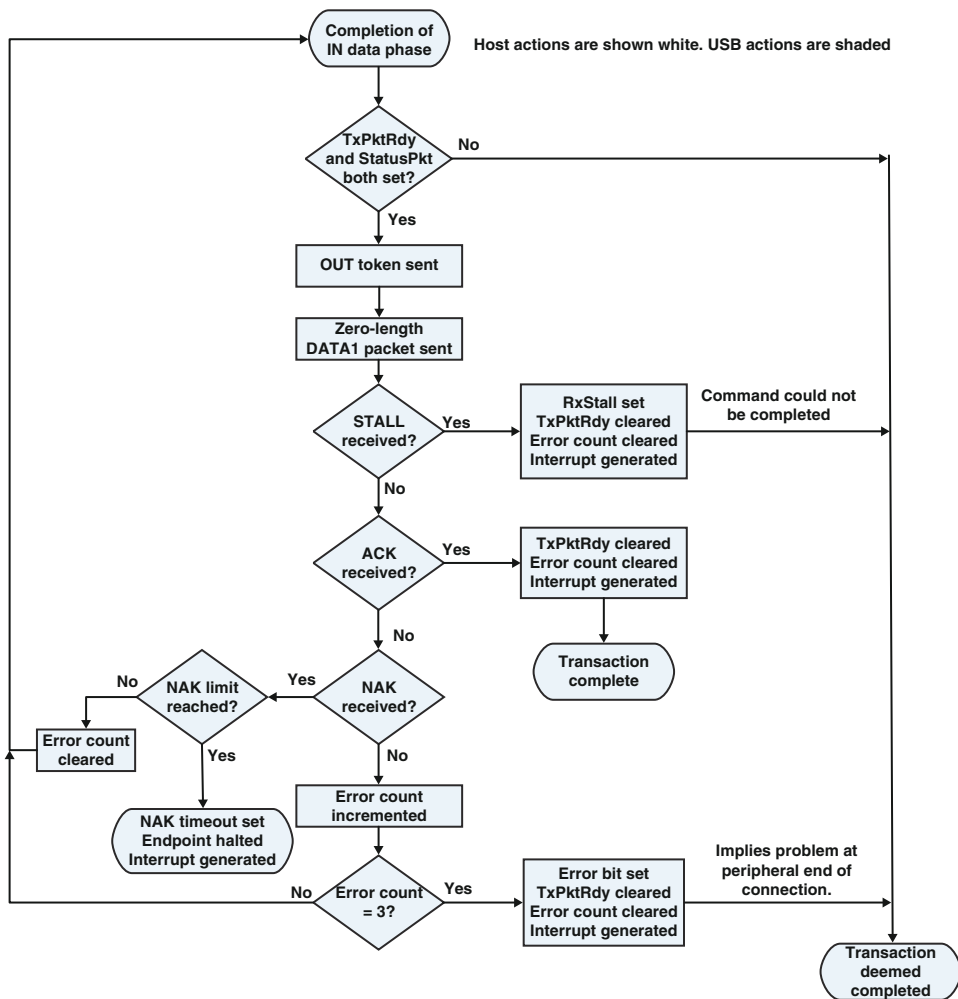 Completion of
IN data phase
Host actions are shown white. USB actions are shaded
TxPktRdy
and StatusPkt
both set?
No
Yes
OUT token sent
Zero-length
DATA1 packet sent
STALL
received?
Yes
RxStall set
TxPktRdy cleared
Error count cleared
Interrupt generated
Command could not
be completed
No
ACK
received?
Yes
TxPktRdy cleared
Error count cleared
Interrupt generated
No
Transaction
complete
NAK
received?
Yes
NAK limit
reached?
No
Error count
cleared
Yes
NAK timeout set
Endpoint halted
Interrupt generated
No
Error count
incremented
Error count
= 3?
No
Yes
Error bit set
TxPktRdy cleared
Error count cleared
Interrupt generated
Implies problem at
peripheral end of
connection.
Transaction
deemed
completed